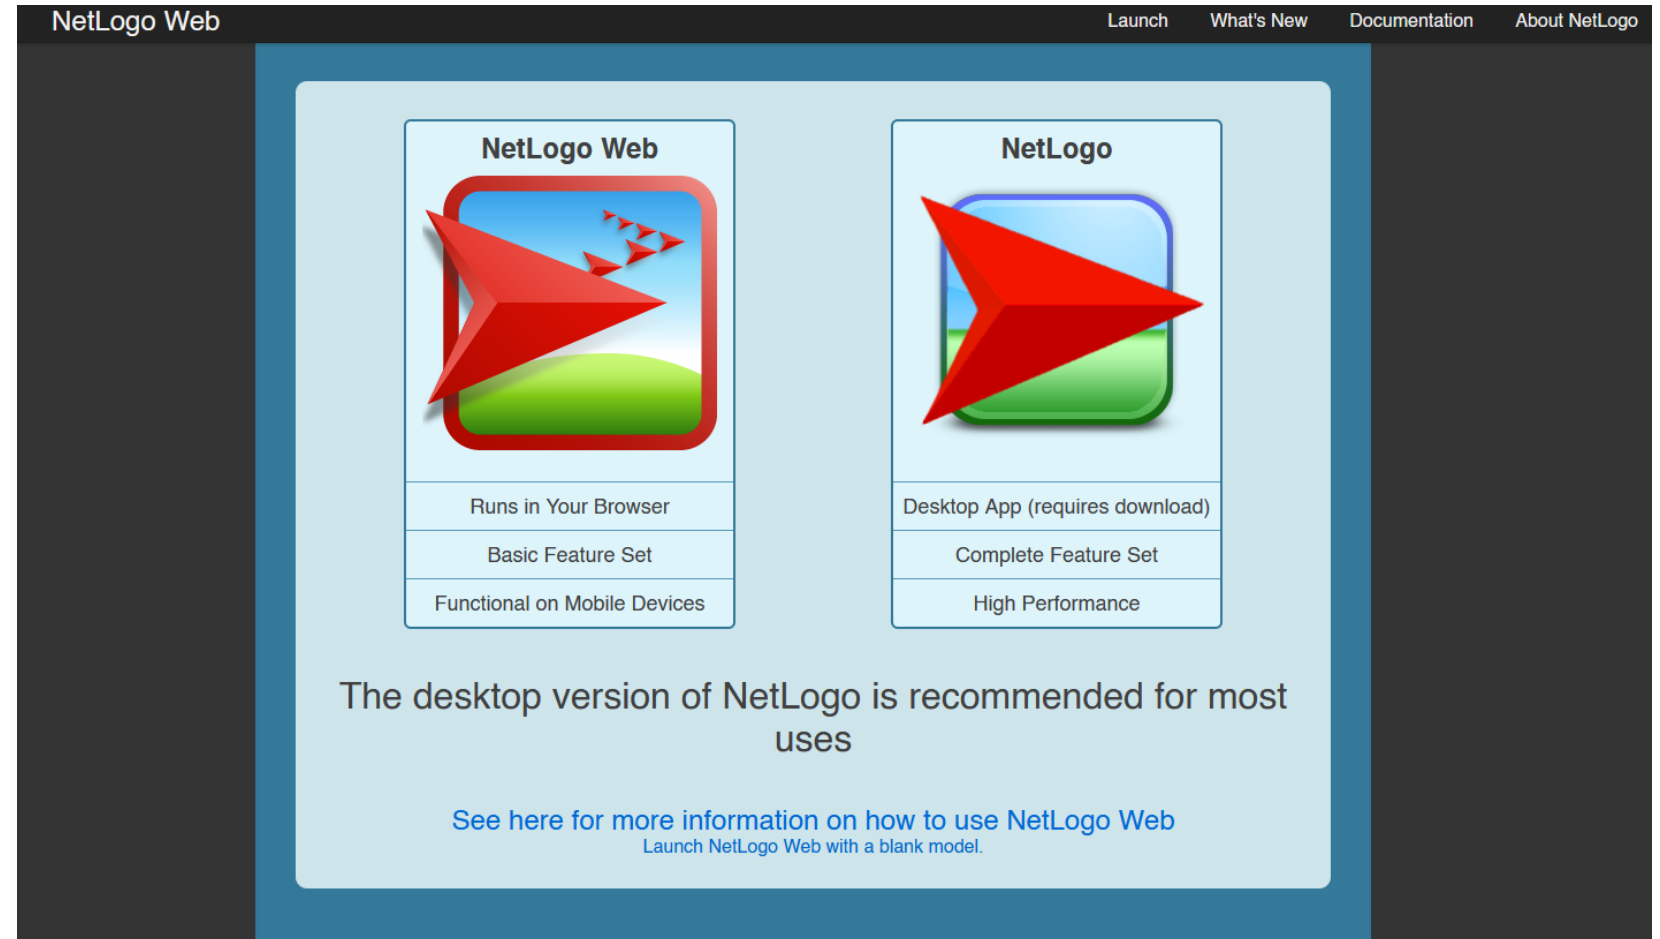 NetLogo Web
Launch
What's New
Documentation
About NetLogo
NetLogo Web
Runs in Your Browser
Basic Feature Set
Functional on Mobile Devices
NetLogo
Desktop App (requires download)
Complete Feature Set
High Performance
The desktop version of NetLogo is recommended for most
uses
See here for more information on how to use NetLogo Web
Launch NetLogo Web with a blank model.